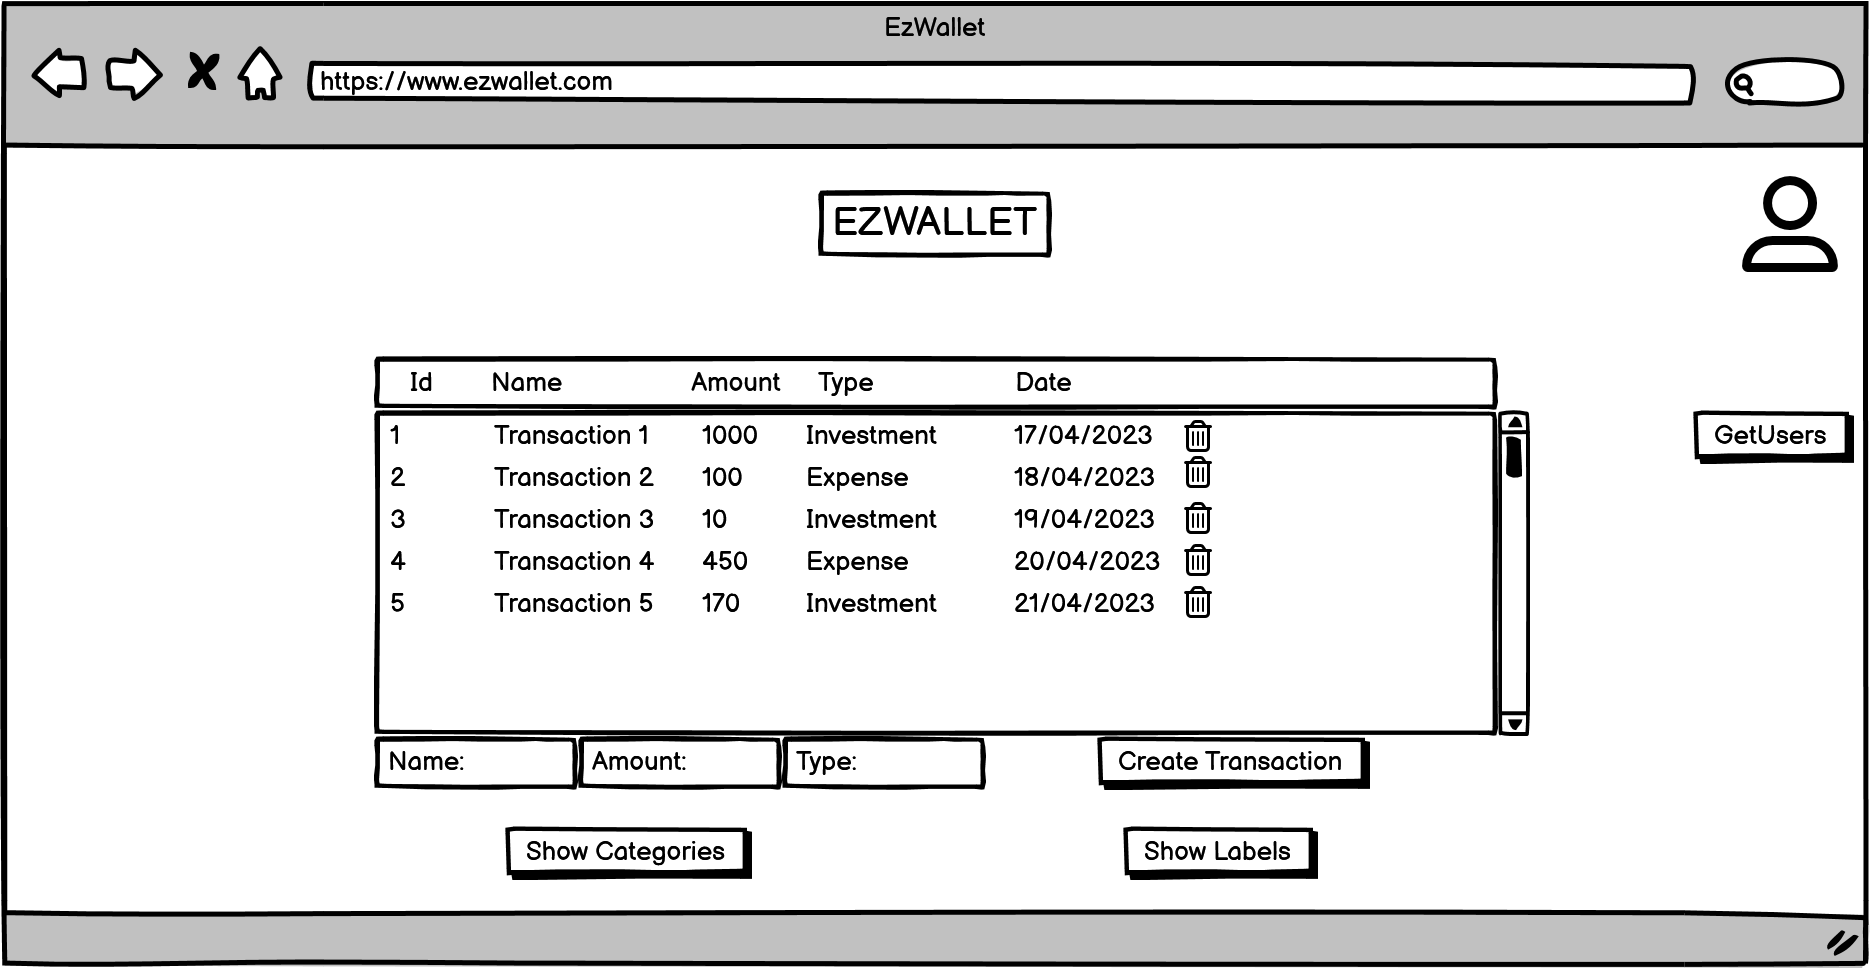 EzWallet
https://www.ezwallet.com
EZWALLET
Id Name Amount Type Date
1 Transaction 1 1000 Investment 17/04/2023
GetUsers
2 Transaction 2 100 Expense 18/04/2023
3 Transaction 3 10 Investment 19/04/2023
4 Transaction 4 450 Expense 20/04/2023
5 Transaction 5 170 Investment 21/04/2023
Name: Amount: Type: Create Transaction
Show Categories Show Labels